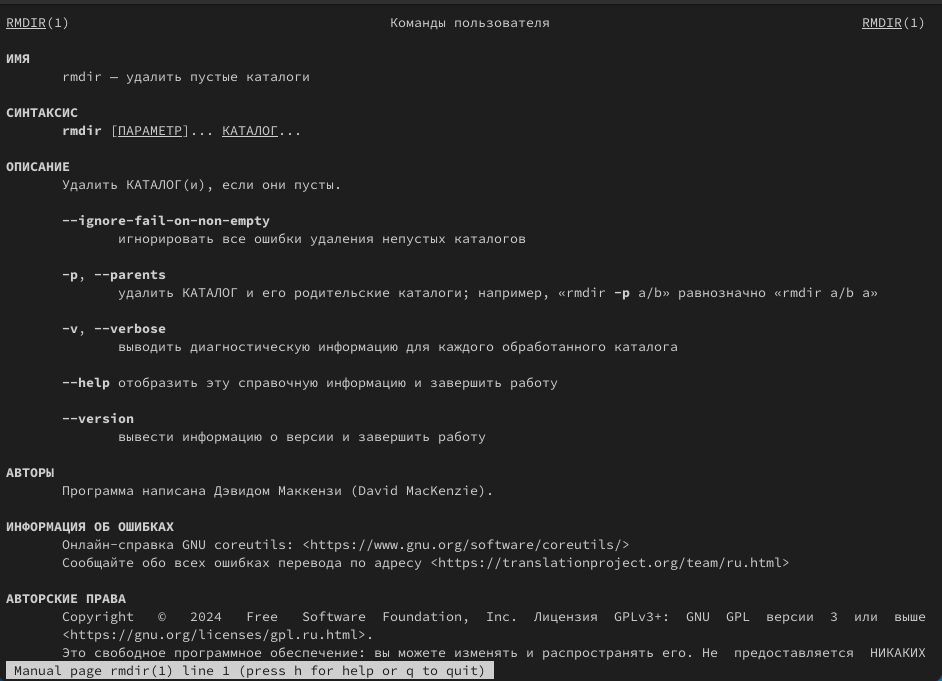 RMDIR(1) Команды пользователя RMDIR(1)
ИМЯ
rmdir — удалить пустые каталоги
СИНТАКСИС
rmdir [ПАРАМЕТР]... КАТАЛОГ...
ОПИСАНИЕ
Удалить КАТАЛОГ(и), если они пусты.
--ignore-fail-on-non-empty
игнорировать все ошибки удаления непустых каталогов
-p, --parents
удалить КАТАЛОГ и его родительские каталоги; например, «rmdir -p a/b» равнозначно «rmdir a/b a»
-v, --verbose
выводить диагностическую информацию для каждого обработанного каталога
--help отобразить эту справочную информацию и завершить работу
--version
вывести информацию о версии и завершить работу
АВТОРЫ
Программа написана Дэвидом Маккензи (David MacKenzie).
ИНФОРМАЦИЯ ОБ ОШИБКАХ
Онлайн-справка GNU coreutils: <https://www.gnu.org/software/coreutils/>
Сообщайте обо всех ошибках перевода по адресу <https://translationproject.org/team/ru.html>
АВТОРСКИЕ ПРАВА
Copyright © 2024 Free Software Foundation, Inc. Лицензия GPLv3+: GNU GPL версии 3 или выше
<https://gnu.org/licenses/gpl.ru.html>.
Это свободное программное обеспечение: вы можете изменять и распространять его. Не предоставляется НИКАКИХ
Manual page rmdir(1) line 1 (press h for help or q to quit)